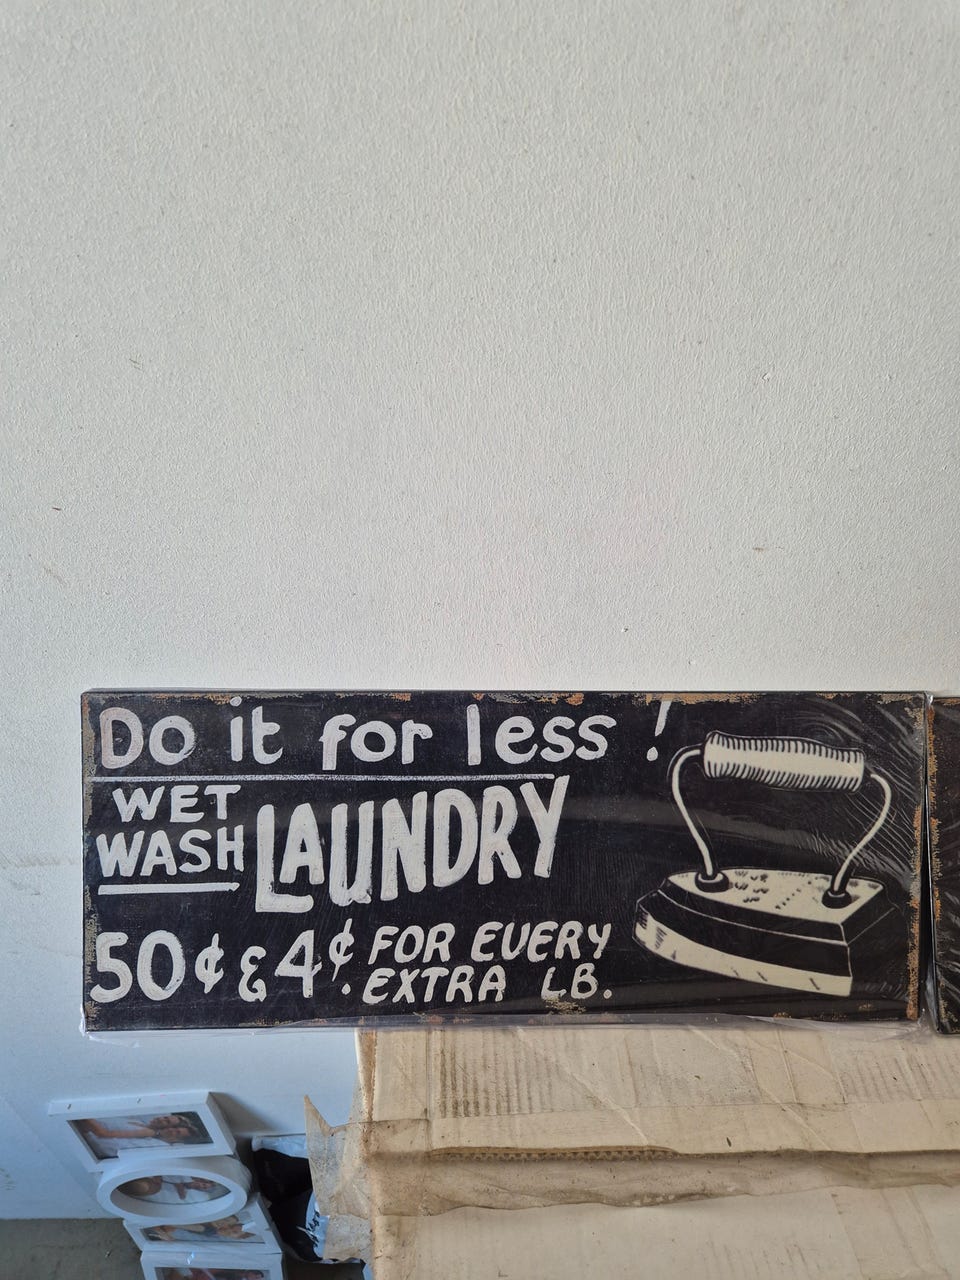 Do it for less!
WET
WASH LAUNDRY
50¢ & 4¢ FOR EVERY
EXTRA LB.